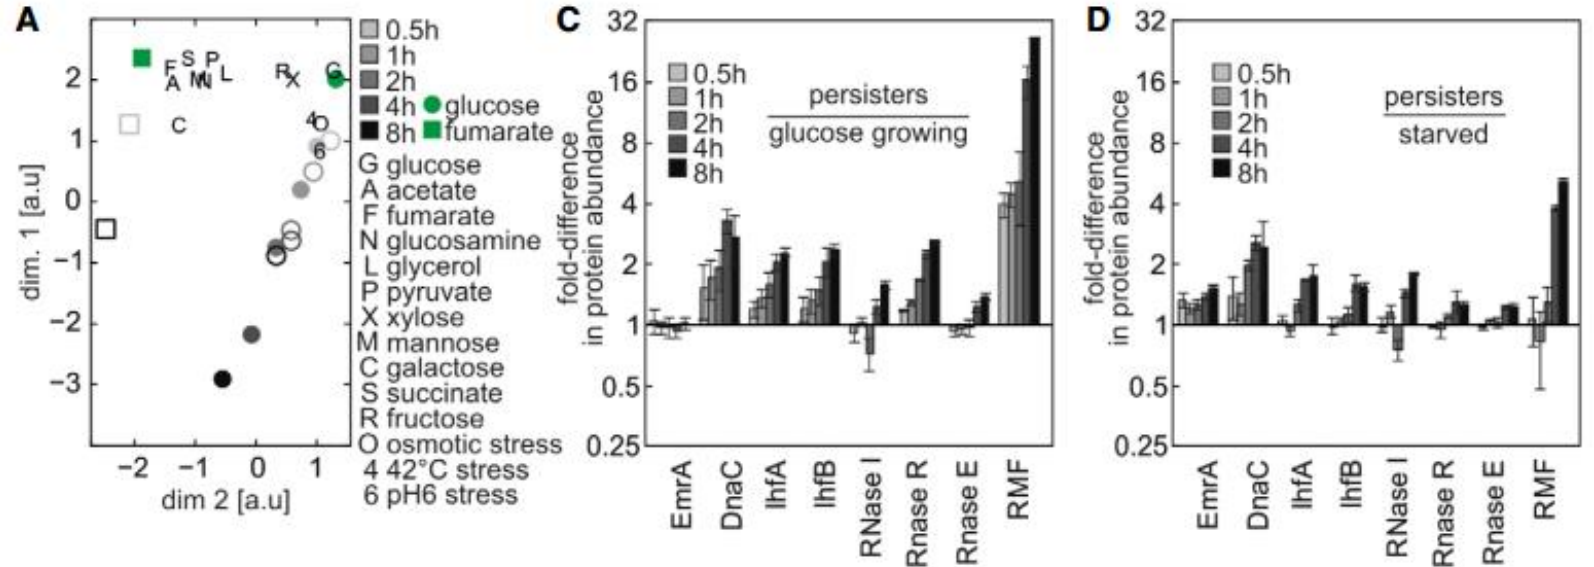 A
2
1
0
−1
−2
−3
dim. 1 [a.u]
−2 −1 0 1
dim 2 [a.u]
F S P
A M N L
R X G
C
4 O
6
0.5h
1h
2h
4h glucose
8h fumarate
G glucose
A acetate
F fumarate
N glucosamine
L glycerol
P pyruvate
X xylose
M mannose
C galactose
S succinate
R fructose
O osmotic stress
4 42°C stress
6 pH6 stress
C
32
16
8
4
2
1
0.5
0.25
fold-difference
in protein abundance
0.5h
1h
2h
4h
8h
persisters
glucose growing
EmrA
DnaC
IhfA
IhfB
RNase I
Rnase R
Rnase E
RMF
D
32
16
8
4
2
1
0.5
0.25
fold-difference
in protein abundance
0.5h
1h
2h
4h
8h
persisters
starved
EmrA
DnaC
IhfA
IhfB
RNase I
Rnase R
Rnase E
RMF